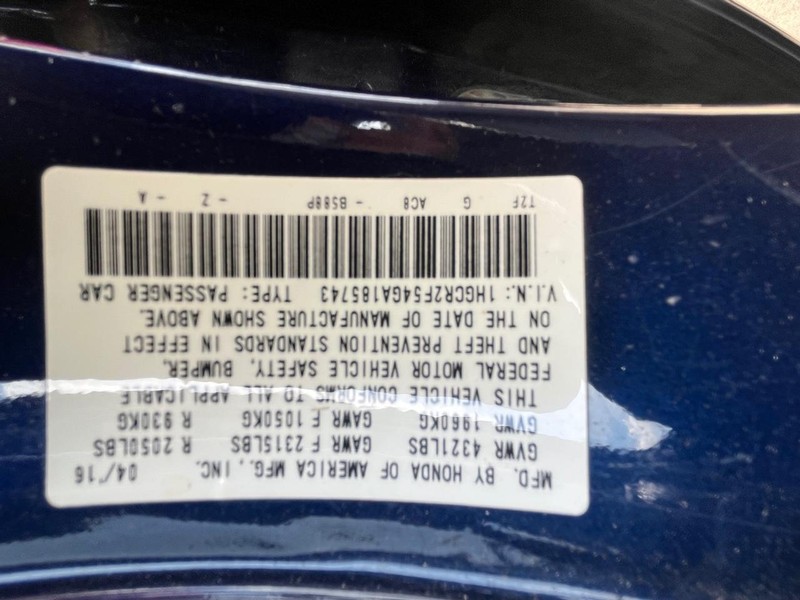 MFD. BY HONDA OF AMERICA MFG., INC. 04/16
GVWR 4321LBS GAWR F 2315LBS R 2050LBS
GVWR 1960KG GAWR F 1050KG R 930KG
THIS VEHICLE CONFORMS TO ALL APPLICABLE
FEDERAL MOTOR VEHICLE SAFETY, BUMPER,
AND THEFT PREVENTION STANDARDS IN EFFECT
ON THE DATE OF MANUFACTURE SHOWN ABOVE.
V.I.N.: 1HGCR2F54GA185743 TYPE: PASSENGER CAR
T2F G AC8 - B588P - Z - A